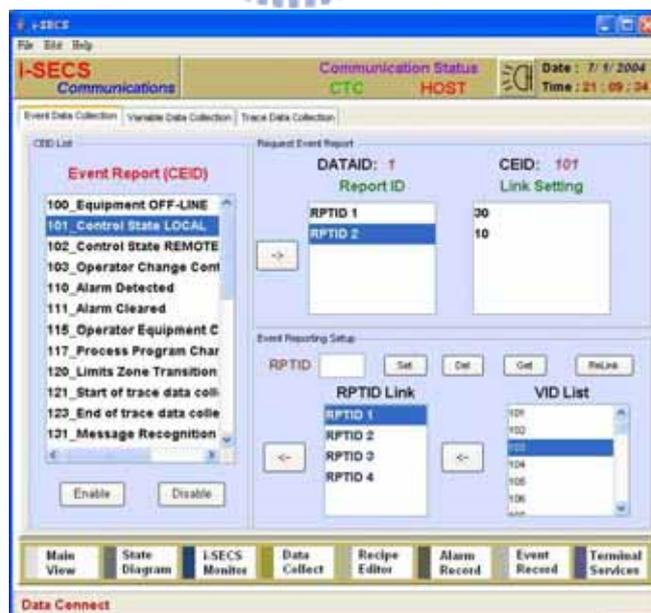 i-SECS
File Edit Help
i-SECS
Communications
Communication Status
CTC HOST
Date : 7/ 1/ 2004
Time : 21 : 09 : 34
Event Data Collection Variable Data Collection Trace Data Collection
CEID List
Event Report (CEID)
100_Equipment OFF-LINE
101_Control State LOCAL
102_Control State REMOTE
103_Operator Change Cont
110_Alarm Detected
111_Alarm Cleared
115_Operator Equipment C
117_Process Program Char
120_Limits Zone Transition
121_Start of trace data coll
123_End of trace data colle
131_Message Recognition
Enable Disable
Request Event Report
DATAID: 1 CEID: 101
Report ID Link Setting
RPTID 1 30
RPTID 2 10
->
Event Reporting Setup
RPTID Set Del Get ReLink
RPTID Link VID List
RPTID 1
RPTID 2
RPTID 3
RPTID 4
<-
<-
101
102
103
104
105
106
Main View
State Diagram
i-SECS Monitor
Data Collect
Recipe Editor
Alarm Record
Event Record
Terminal Services
Data Connect